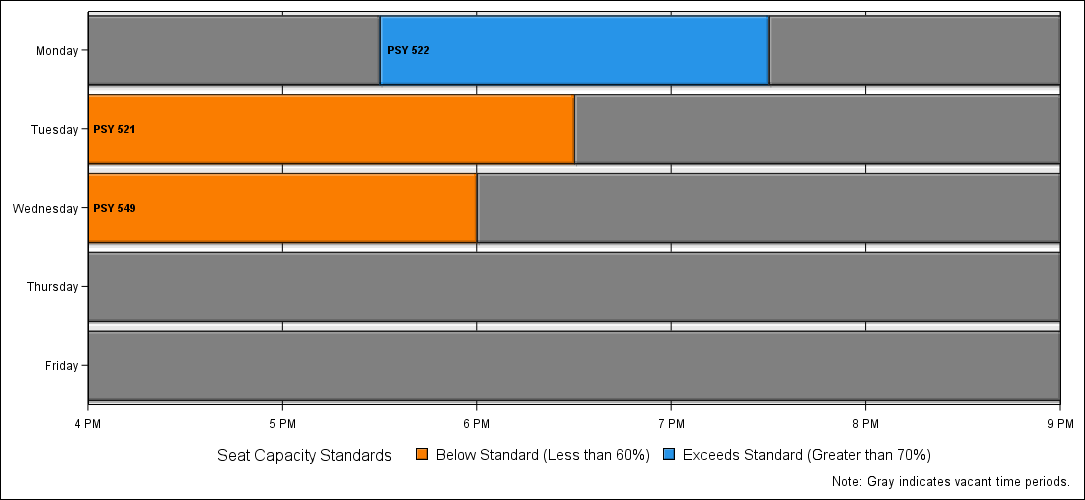 Monday
PSY 522
Tuesday
PSY 521
Wednesday
PSY 549
Thursday
Friday
4 PM 5 PM 6 PM 7 PM 8 PM 9 PM
Seat Capacity Standards Below Standard (Less than 60%) Exceeds Standard (Greater than 70%)
Note: Gray indicates vacant time periods.